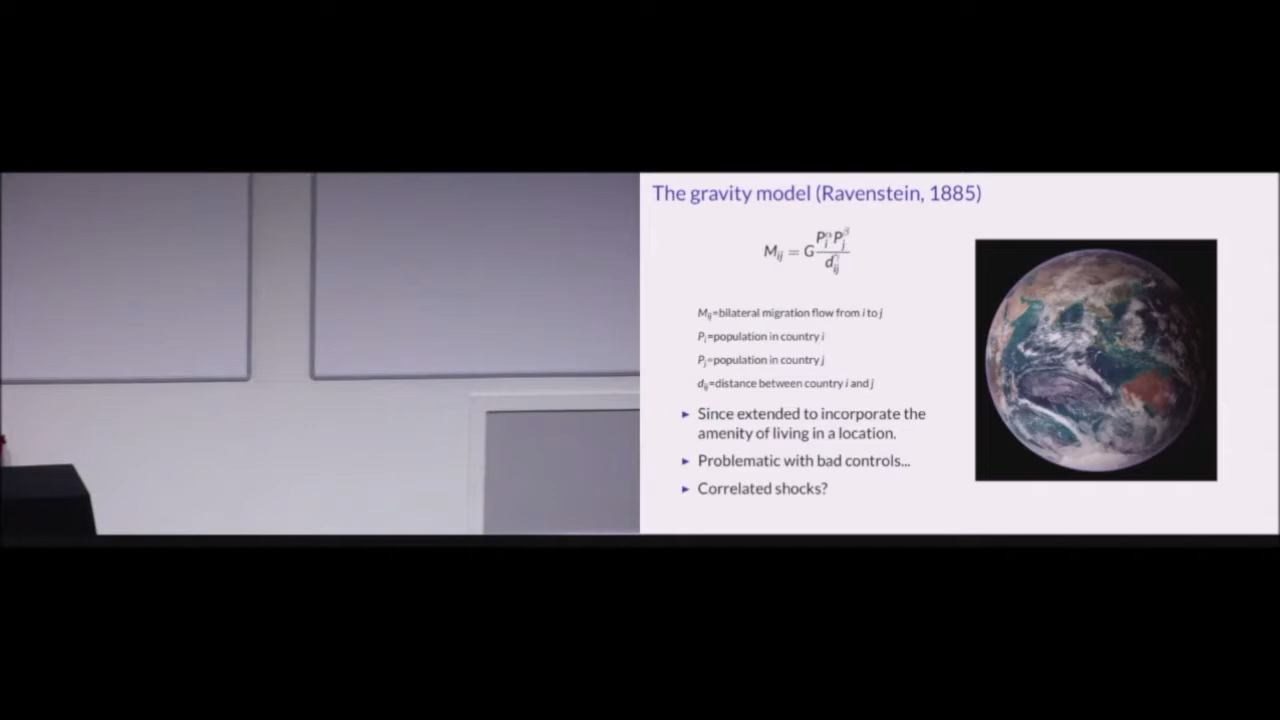 The gravity model (Ravenstein, 1885)
M_ij = G P_i^α P_j^β / d_ij^γ
M_ij=bilateral migration flow from i to j
P_i=population in country i
P_j=population in country j
d_ij=distance between country i and j
► Since extended to incorporate the
amenity of living in a location.
► Problematic with bad controls...
► Correlated shocks?